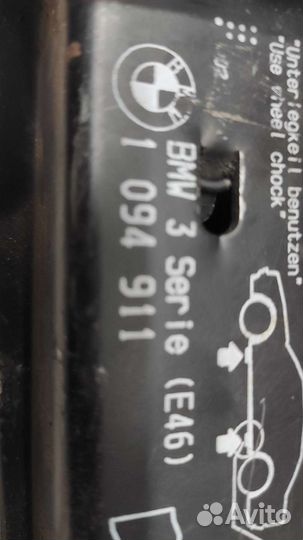 BMW 3 Serie (E46)
1 094 911
"Unterlegkeil benutzen"
"Use wheel chock"
Avito